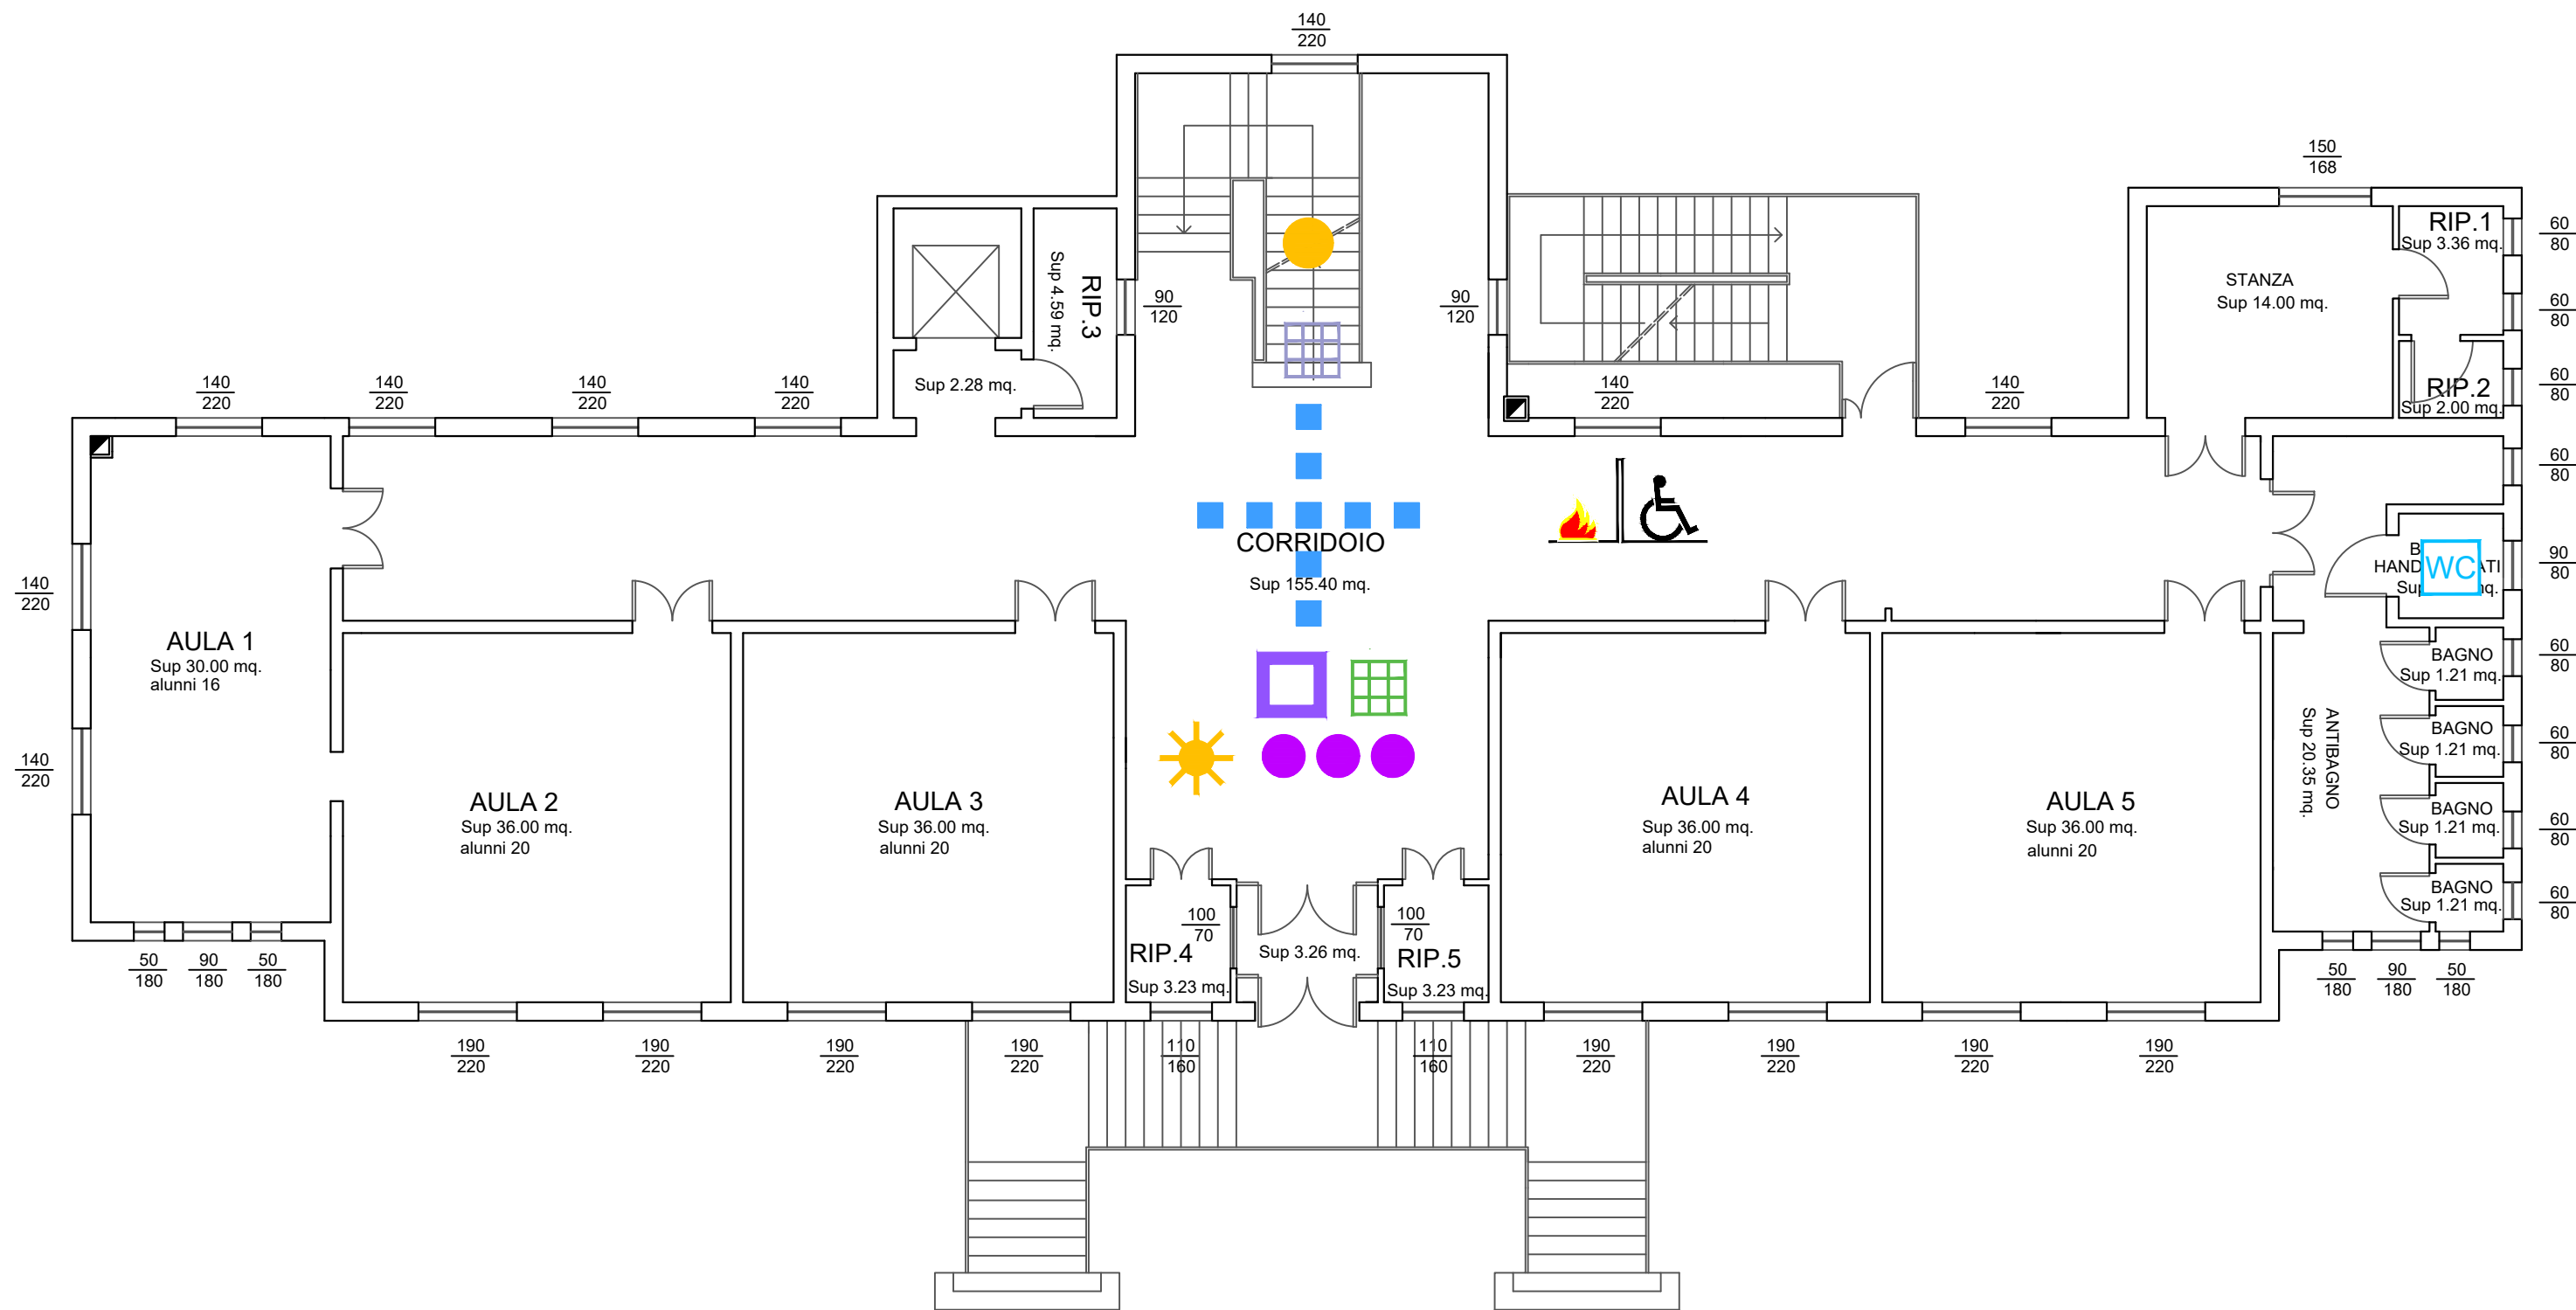 140
220
150
168
RIP.1
Sup 3.36 mq.
60
80
STANZA
Sup 14.00 mq.
60
80
RIP.3
Sup 4.59 mq.
90
120
90
120
Sup 2.28 mq.
RIP.2
Sup 2.00 mq.
60
80
140
220
140
220
140
220
140
220
140
220
140
220
60
80
CORRIDOIO
Sup 155.40 mq.
WC
90
80
140
220
AULA 1
Sup 30.00 mq.
alunni 16
BAGNO
Sup 1.21 mq.
60
80
BAGNO
Sup 1.21 mq.
60
80
140
220
ANTIBAGNO
Sup 20.35 mq.
AULA 2
Sup 36.00 mq.
alunni 20
AULA 3
Sup 36.00 mq.
alunni 20
AULA 4
Sup 36.00 mq.
alunni 20
AULA 5
Sup 36.00 mq.
alunni 20
BAGNO
Sup 1.21 mq.
60
80
BAGNO
Sup 1.21 mq.
60
80
100
70
RIP.4
Sup 3.23 mq.
Sup 3.26 mq.
100
70
RIP.5
Sup 3.23 mq.
50
180
90
180
50
180
50
180
90
180
50
180
190
220
190
220
190
220
190
220
110
160
110
160
190
220
190
220
190
220
190
220